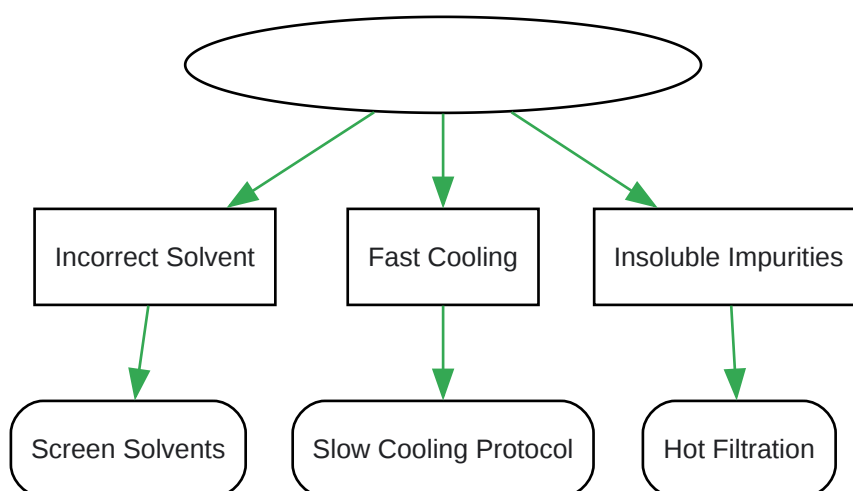 Incorrect Solvent
Fast Cooling
Insoluble Impurities
Screen Solvents
Slow Cooling Protocol
Hot Filtration